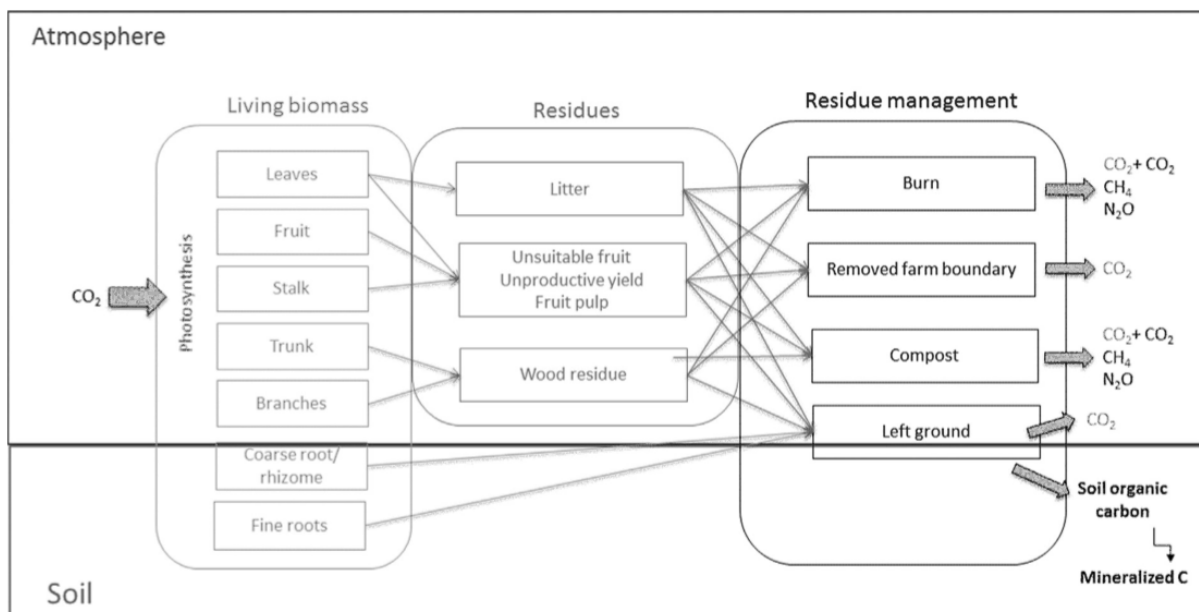 Atmosphere
Living biomass
Residues
Residue management
CO₂
Photosynthesis
Leaves
Fruit
Stalk
Trunk
Branches
Coarse root/
rhizome
Fine roots
Litter
Unsuitable fruit
Unproductive yield
Fruit pulp
Wood residue
Burn
Removed farm boundary
Compost
Left ground
CO₂+ CO₂
CH₄
N₂O
CO₂
CO₂+ CO₂
CH₄
N₂O
CO₂
Soil organic
carbon
Mineralized C
Soil